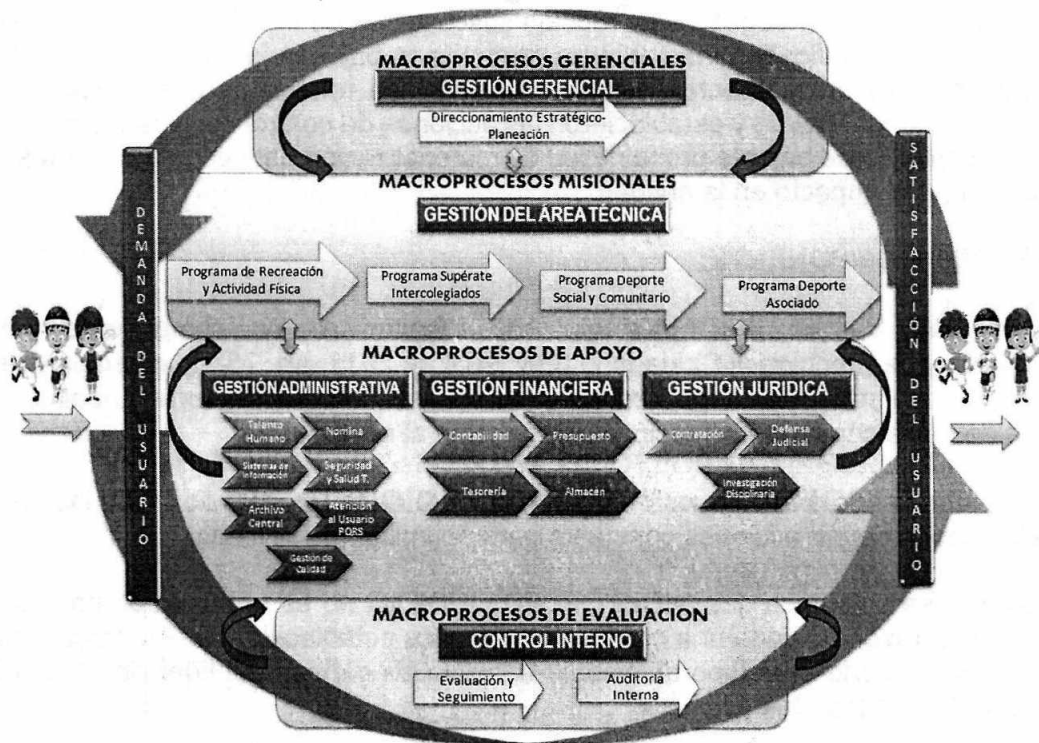 MACROPROCESOS GERENCIALES
GESTIÓN GERENCIAL
Direccionamiento Estratégico-
Planeación
MACROPROCESOS MISIONALES
GESTIÓN DEL ÁREA TÉCNICA
Programa de Recreación
y Actividad Física
Programa Supérate
Intercolegiados
Programa Deporte
Social y Comunitario
Programa Deporte
Asociado
DEMANDA DEL USUARIO
SATISFACCIÓN DEL USUARIO
MACROPROCESOS DE APOYO
GESTIÓN ADMINISTRATIVA
Talento
Humano
Nomina
Sistemas de
Información
Seguridad
y Salud T.
Archivo
Central
Atención
al Usuario
PQRS
Gestión de
Calidad
GESTIÓN FINANCIERA
Contabilidad
Presupuesto
Tesorería
Almacén
GESTIÓN JURIDICA
Contratación
Defensa
Judicial
Investigación
Disciplinaria
MACROPROCESOS DE EVALUACION
CONTROL INTERNO
Evaluación y
Seguimiento
Auditoría
Interna